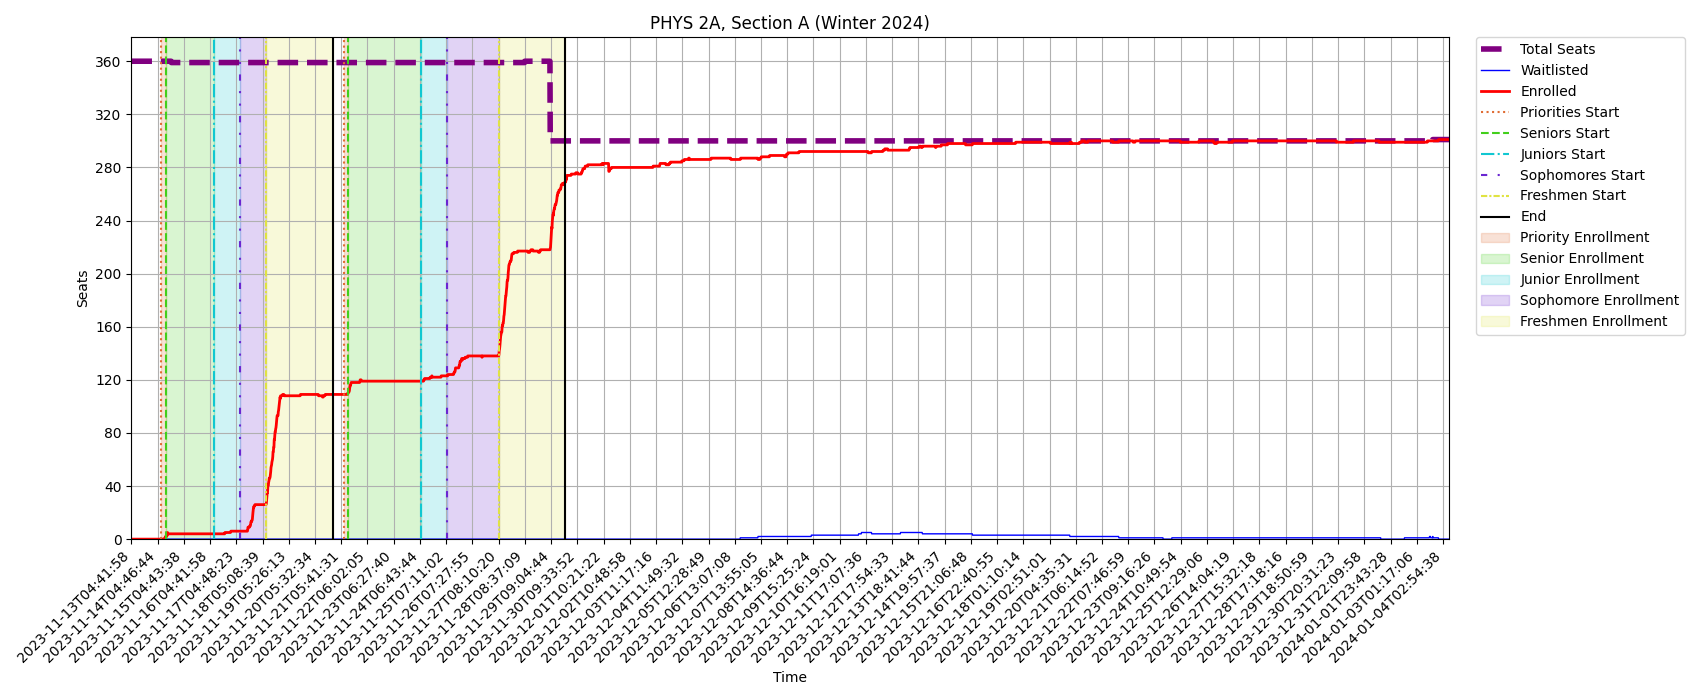 PHYS 2A, Section A (Winter 2024)
Seats
360
320
280
240
200
160
120
80
40
0
2023-11-13T04:41:58
2023-11-14T04:46:44
2023-11-15T04:43:38
2023-11-16T04:41:58
2023-11-17T04:48:23
2023-11-18T05:08:39
2023-11-19T05:26:13
2023-11-20T05:32:34
2023-11-21T05:41:31
2023-11-22T06:02:05
2023-11-23T06:27:40
2023-11-24T06:43:44
2023-11-25T07:11:02
2023-11-26T07:27:55
2023-11-28T08:10:20
2023-11-28T08:37:09
2023-11-29T09:04:44
2023-11-30T09:33:52
2023-12-01T10:21:22
2023-12-02T10:48:58
2023-12-03T11:17:16
2023-12-04T11:49:32
2023-12-05T12:28:49
2023-12-06T13:07:08
2023-12-07T13:55:05
2023-12-08T14:36:44
2023-12-09T15:25:24
2023-12-10T16:19:01
2023-12-11T17:07:36
2023-12-12T17:54:33
2023-12-13T18:41:44
2023-12-14T19:57:37
2023-12-15T21:06:48
2023-12-16T22:40:55
2023-12-18T01:10:14
2023-12-19T02:51:01
2023-12-20T04:35:31
2023-12-21T06:14:52
2023-12-22T07:46:59
2023-12-23T09:16:26
2023-12-24T10:49:54
2023-12-25T12:29:06
2023-12-26T14:04:19
2023-12-27T15:32:18
2023-12-28T17:18:16
2023-12-29T18:50:59
2023-12-30T20:31:23
2023-12-31T22:09:58
2024-01-01T23:43:28
2024-01-03T01:17:06
2024-01-04T02:54:38
Time
Total Seats
Waitlisted
Enrolled
Priorities Start
Seniors Start
Juniors Start
Sophomores Start
Freshmen Start
End
Priority Enrollment
Senior Enrollment
Junior Enrollment
Sophomore Enrollment
Freshmen Enrollment